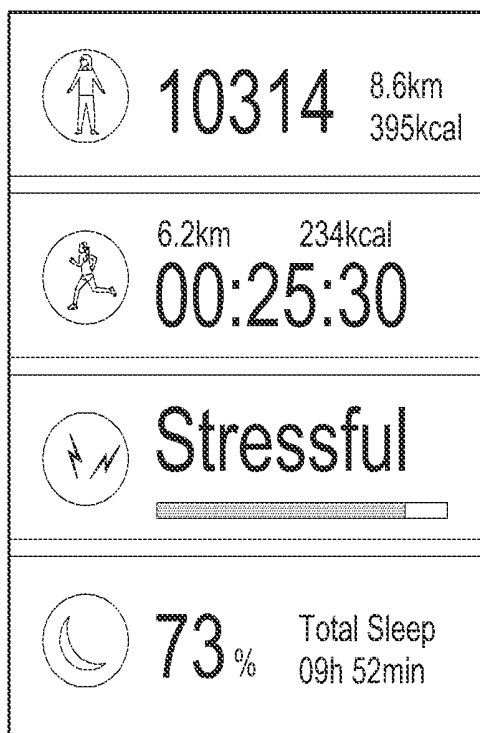 10314
8.6km
395kcal
6.2km 234kcal
00:25:30
Stressful
73 %
Total Sleep
09h 52min